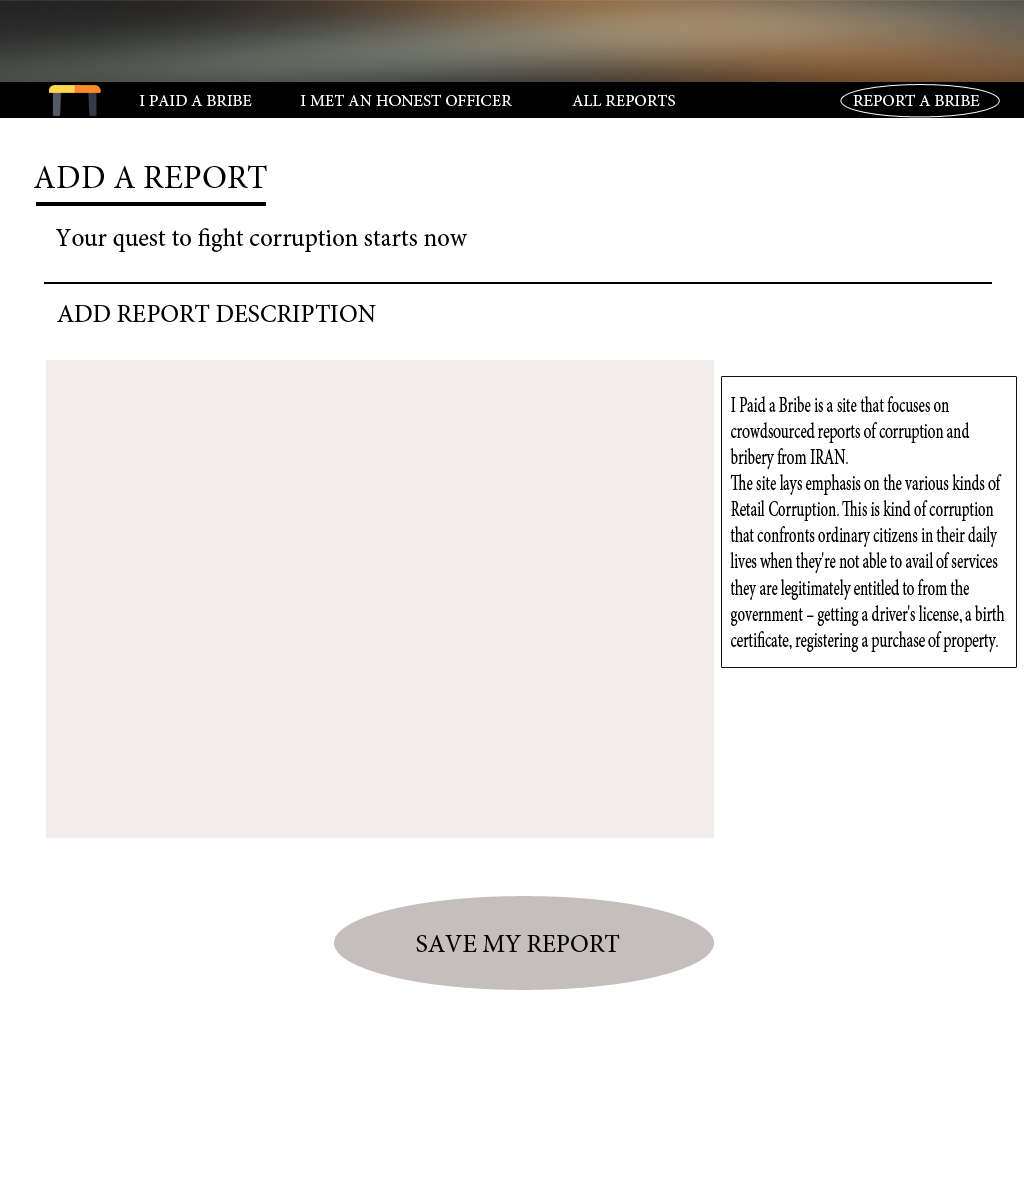 I PAID A BRIBE
I MET AN HONEST OFFICER
ALL REPORTS
REPORT A BRIBE
ADD A REPORT
Your quest to fight corruption starts now
ADD REPORT DESCRIPTION
I Paid a Bribe is a site that focuses on
crowdsourced reports of corruption and
bribery from IRAN.
The site lays emphasis on the various kinds of
Retail Corruption. This is kind of corruption
that confronts ordinary citizens in their daily
lives when they're not able to avail of services
they are legitimately entitled to from the
government – getting a driver's license, a birth
certificate, registering a purchase of property.
SAVE MY REPORT